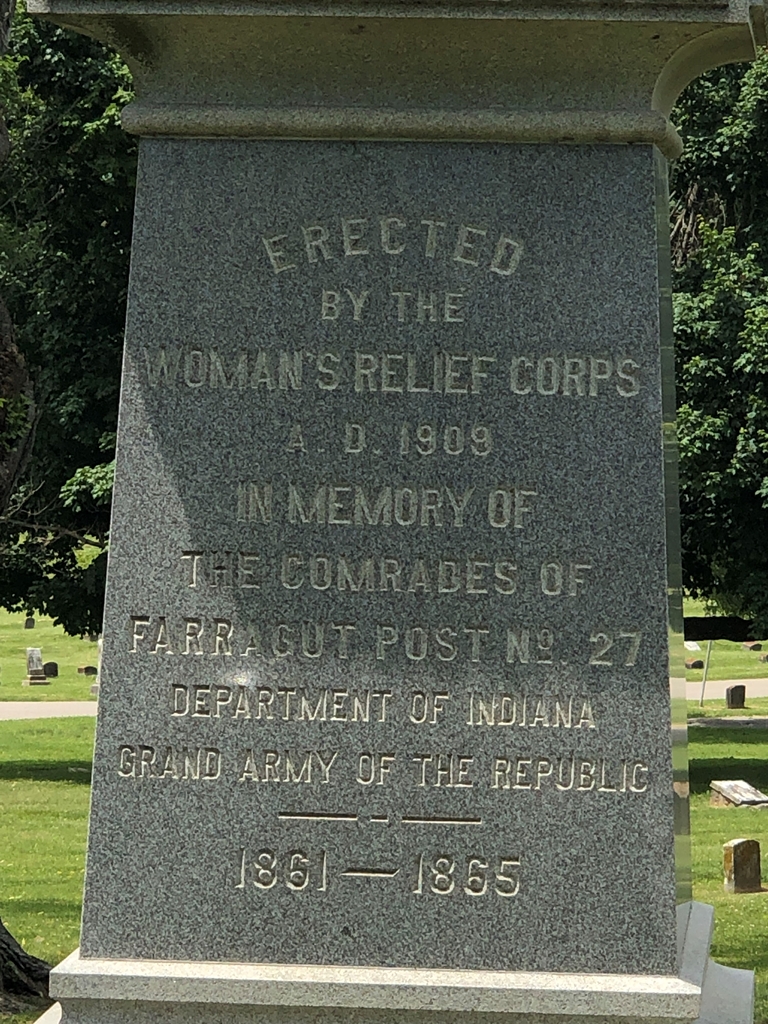 ERECTED
BY THE
WOMAN'S RELIEF CORPS
A. D. 1909
IN MEMORY OF
THE COMRADES OF
FARRAGUT POST Nº. 27
DEPARTMENT OF INDIANA
GRAND ARMY OF THE REPUBLIC
1861 — 1865